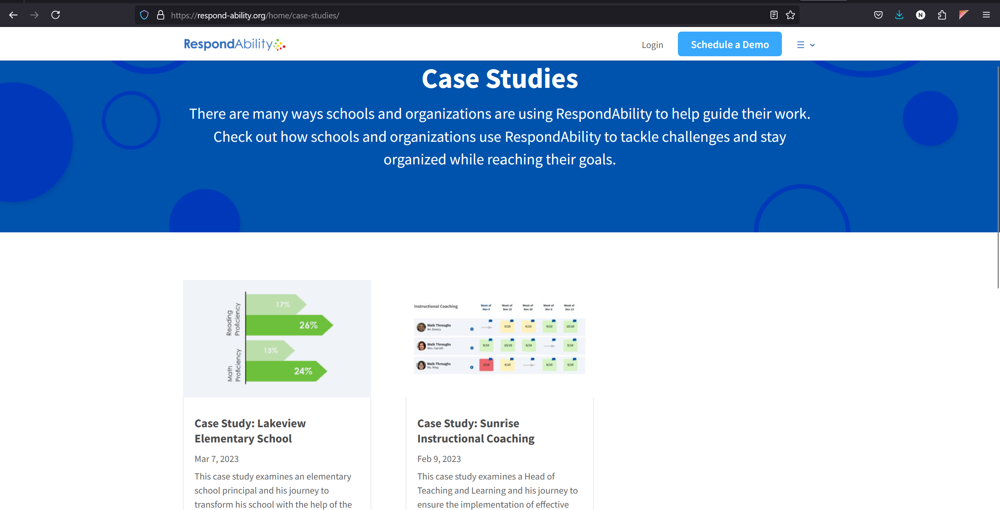 https://respond-ability.org/home/case-studies/
N
RespondAbility
Login
Schedule a Demo
Case Studies
There are many ways schools and organizations are using RespondAbility to help guide their work.
Check out how schools and organizations use RespondAbility to tackle challenges and stay
organized while reaching their goals.
Reading
Proficiency
17%
26%
Math
Proficiency
13%
24%
Instructional Coaching
Week of Nov 8
Week of Nov 15
Week of Nov 29
Week of Dec 6
Week of Dec 13
Walk Throughs
Mr. Emery
5/10 6/10 9/10 10/10
Walk Throughs
Mrs. Carroll
9/10 10/10 8/10 9/10
Walk Throughs
Ms. King
2/10 4/10 8/10 9/10
Case Study: Lakeview
Elementary School
Mar 7, 2023
This case study examines an elementary
school principal and his journey to
transform his school with the help of the
Case Study: Sunrise
Instructional Coaching
Feb 9, 2023
This case study examines a Head of
Teaching and Learning and his journey to
ensure the implementation of effective